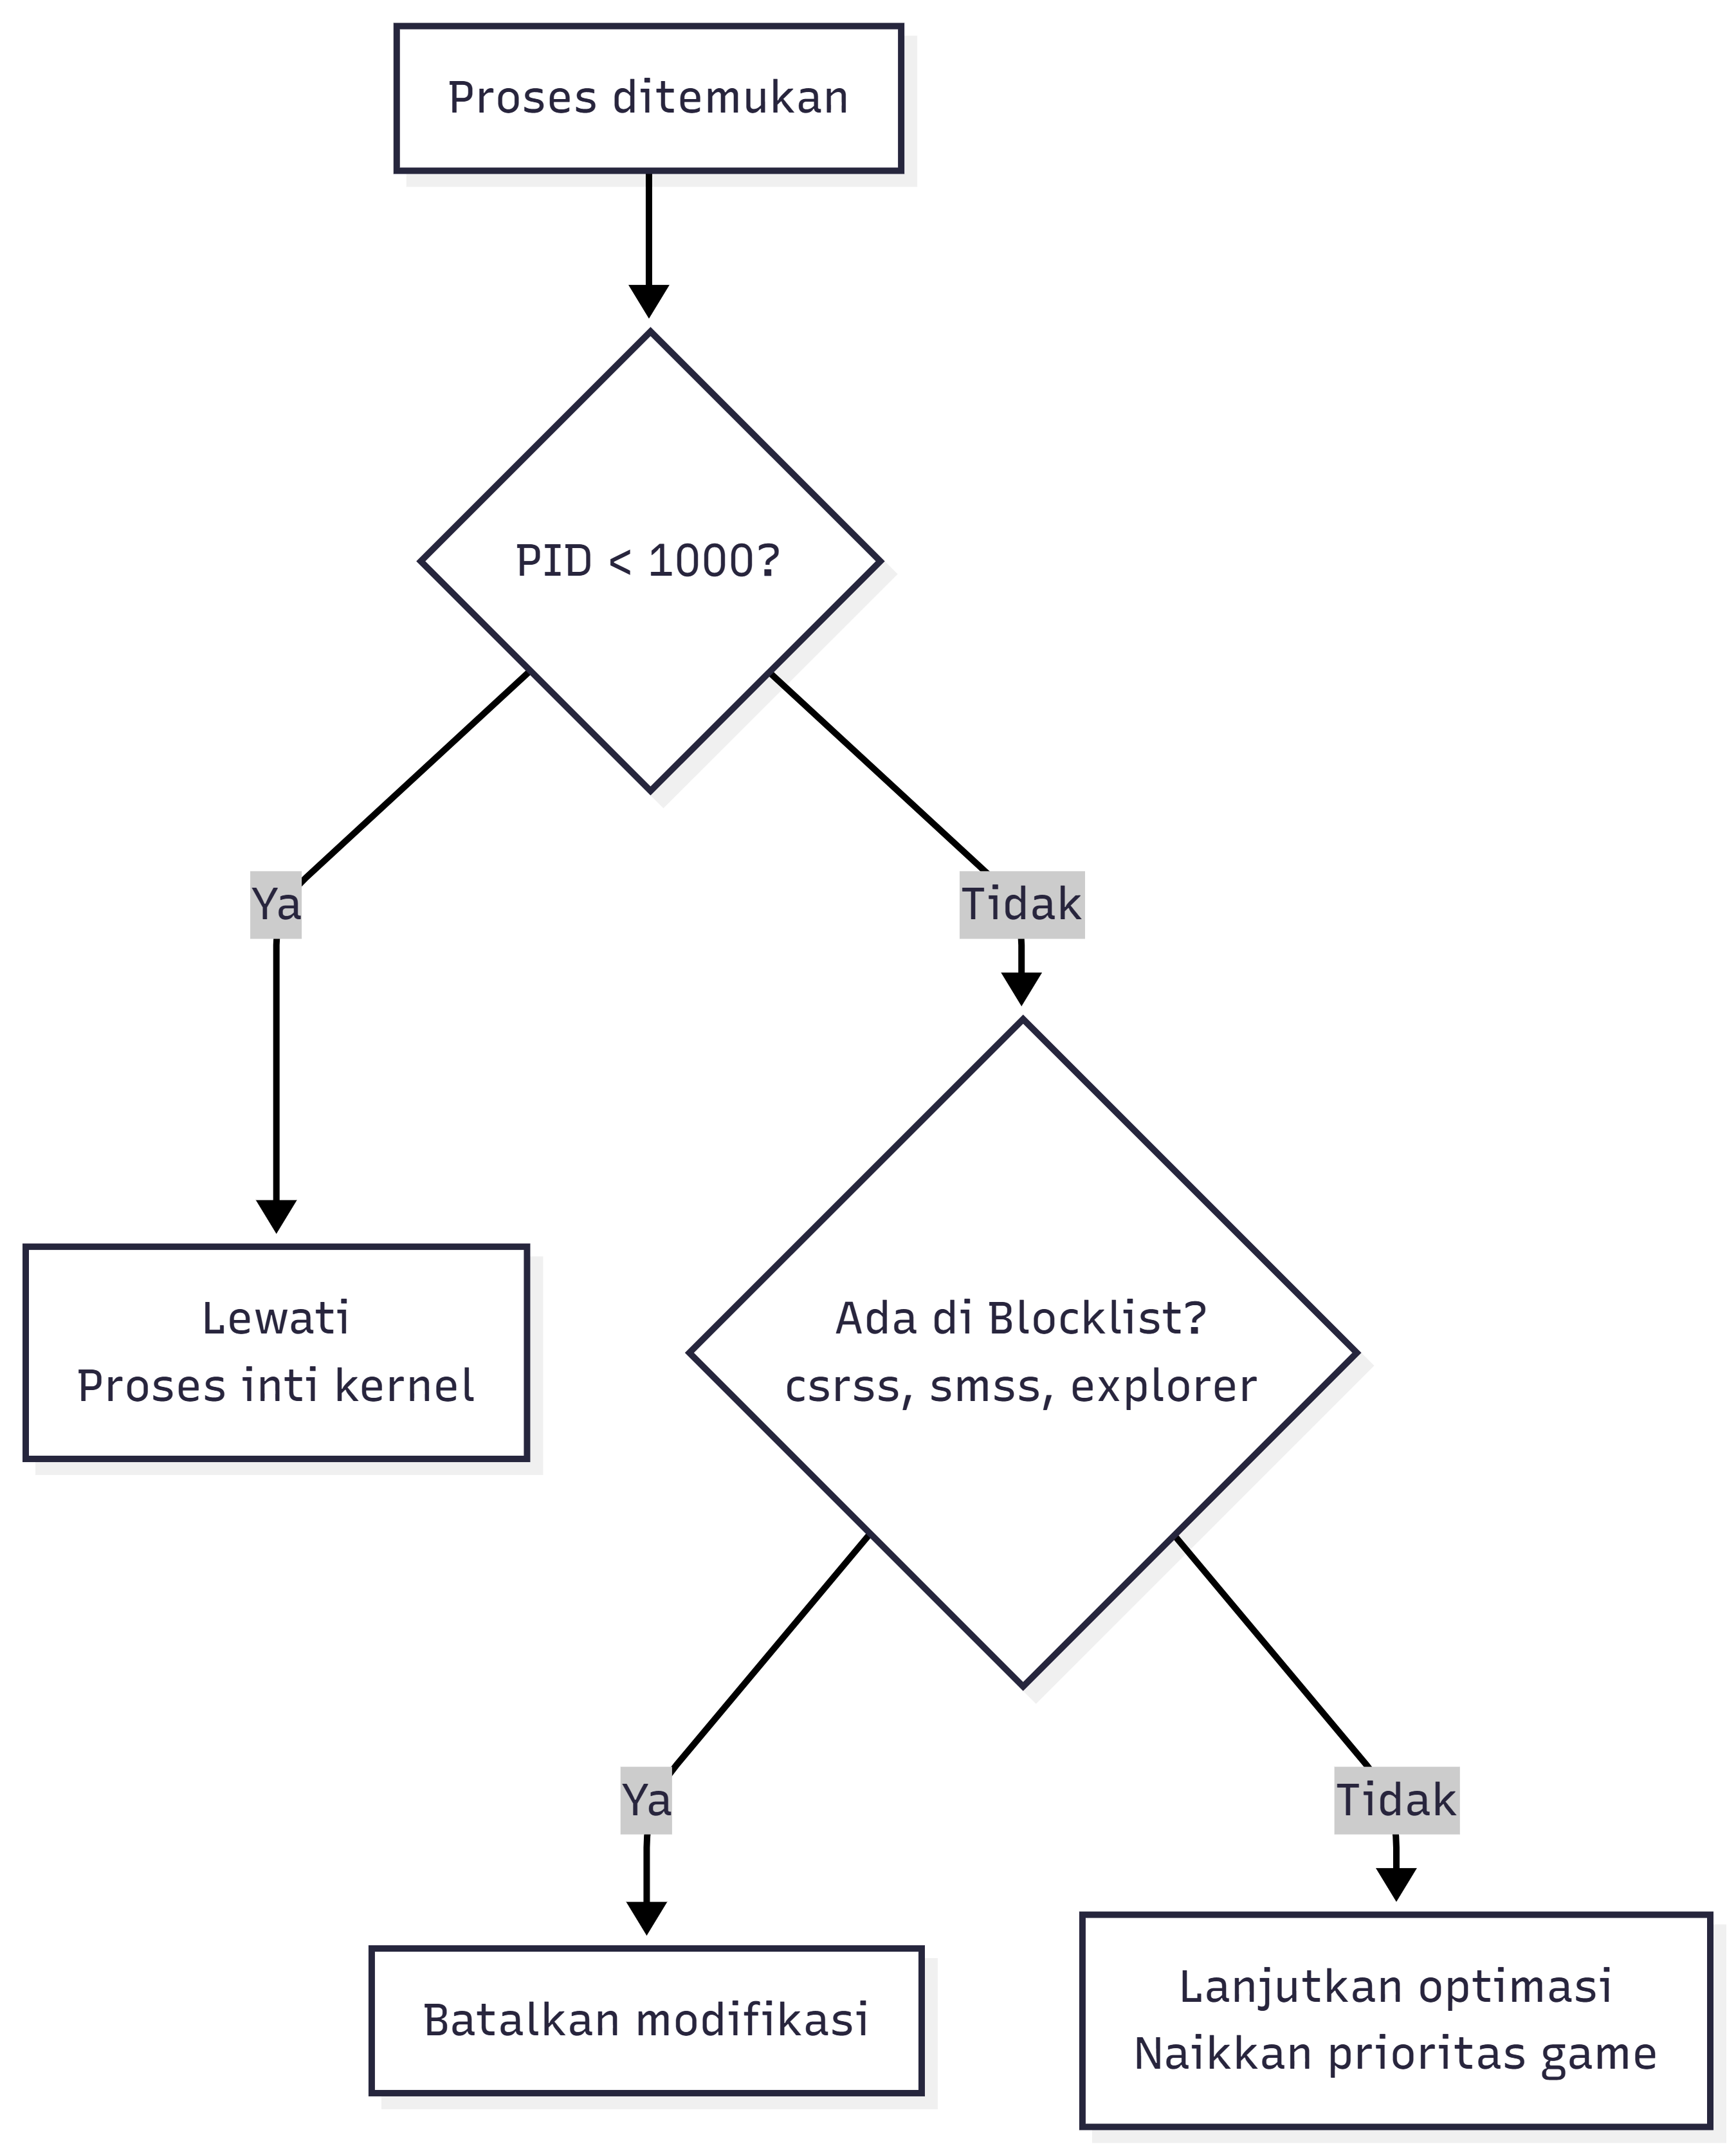 Proses ditemukan
PID < 1000?
Ya
Tidak
Lewati
Proses inti kernel
Ada di Blocklist?
csrss, smss, explorer
Ya
Tidak
Batalkan modifikasi
Lanjutkan optimasi
Naikkan prioritas game